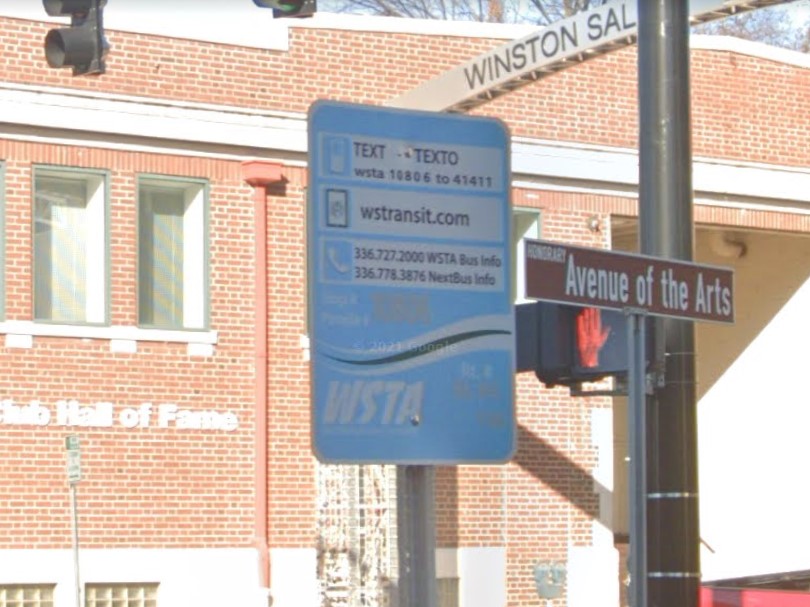 WINSTON SAL
TEXT TEXTO
wsta 10806 to 41411
wstransit.com
336.727.2000 WSTA Bus Info
336.778.3876 NextBus Info
HONORARY
Avenue of the Arts
© 2021 Google
WSTA
Club Hall of Fame